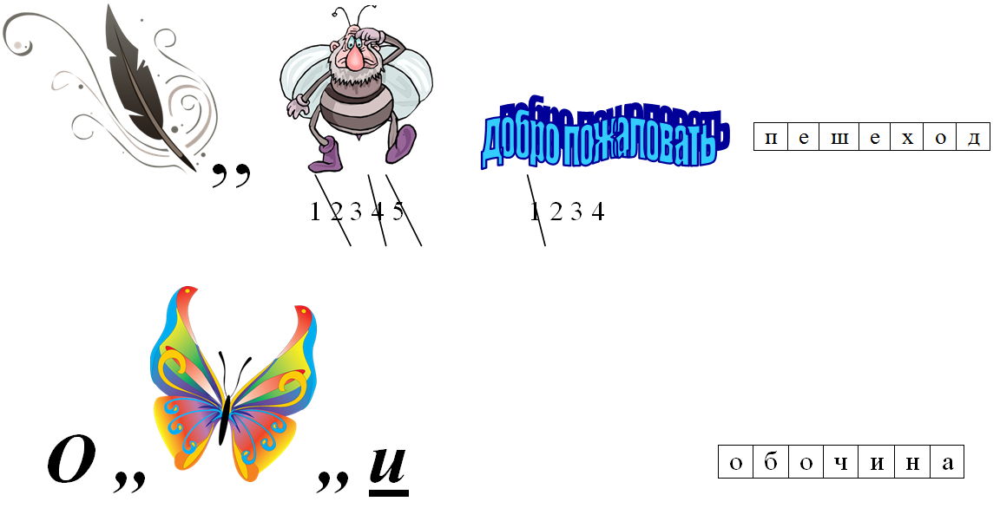 добро пожаловать
п е ш е х о д
,,
1 2 3 4 5
1 2 3 4
О ,, ,, и
о б о ч и н а